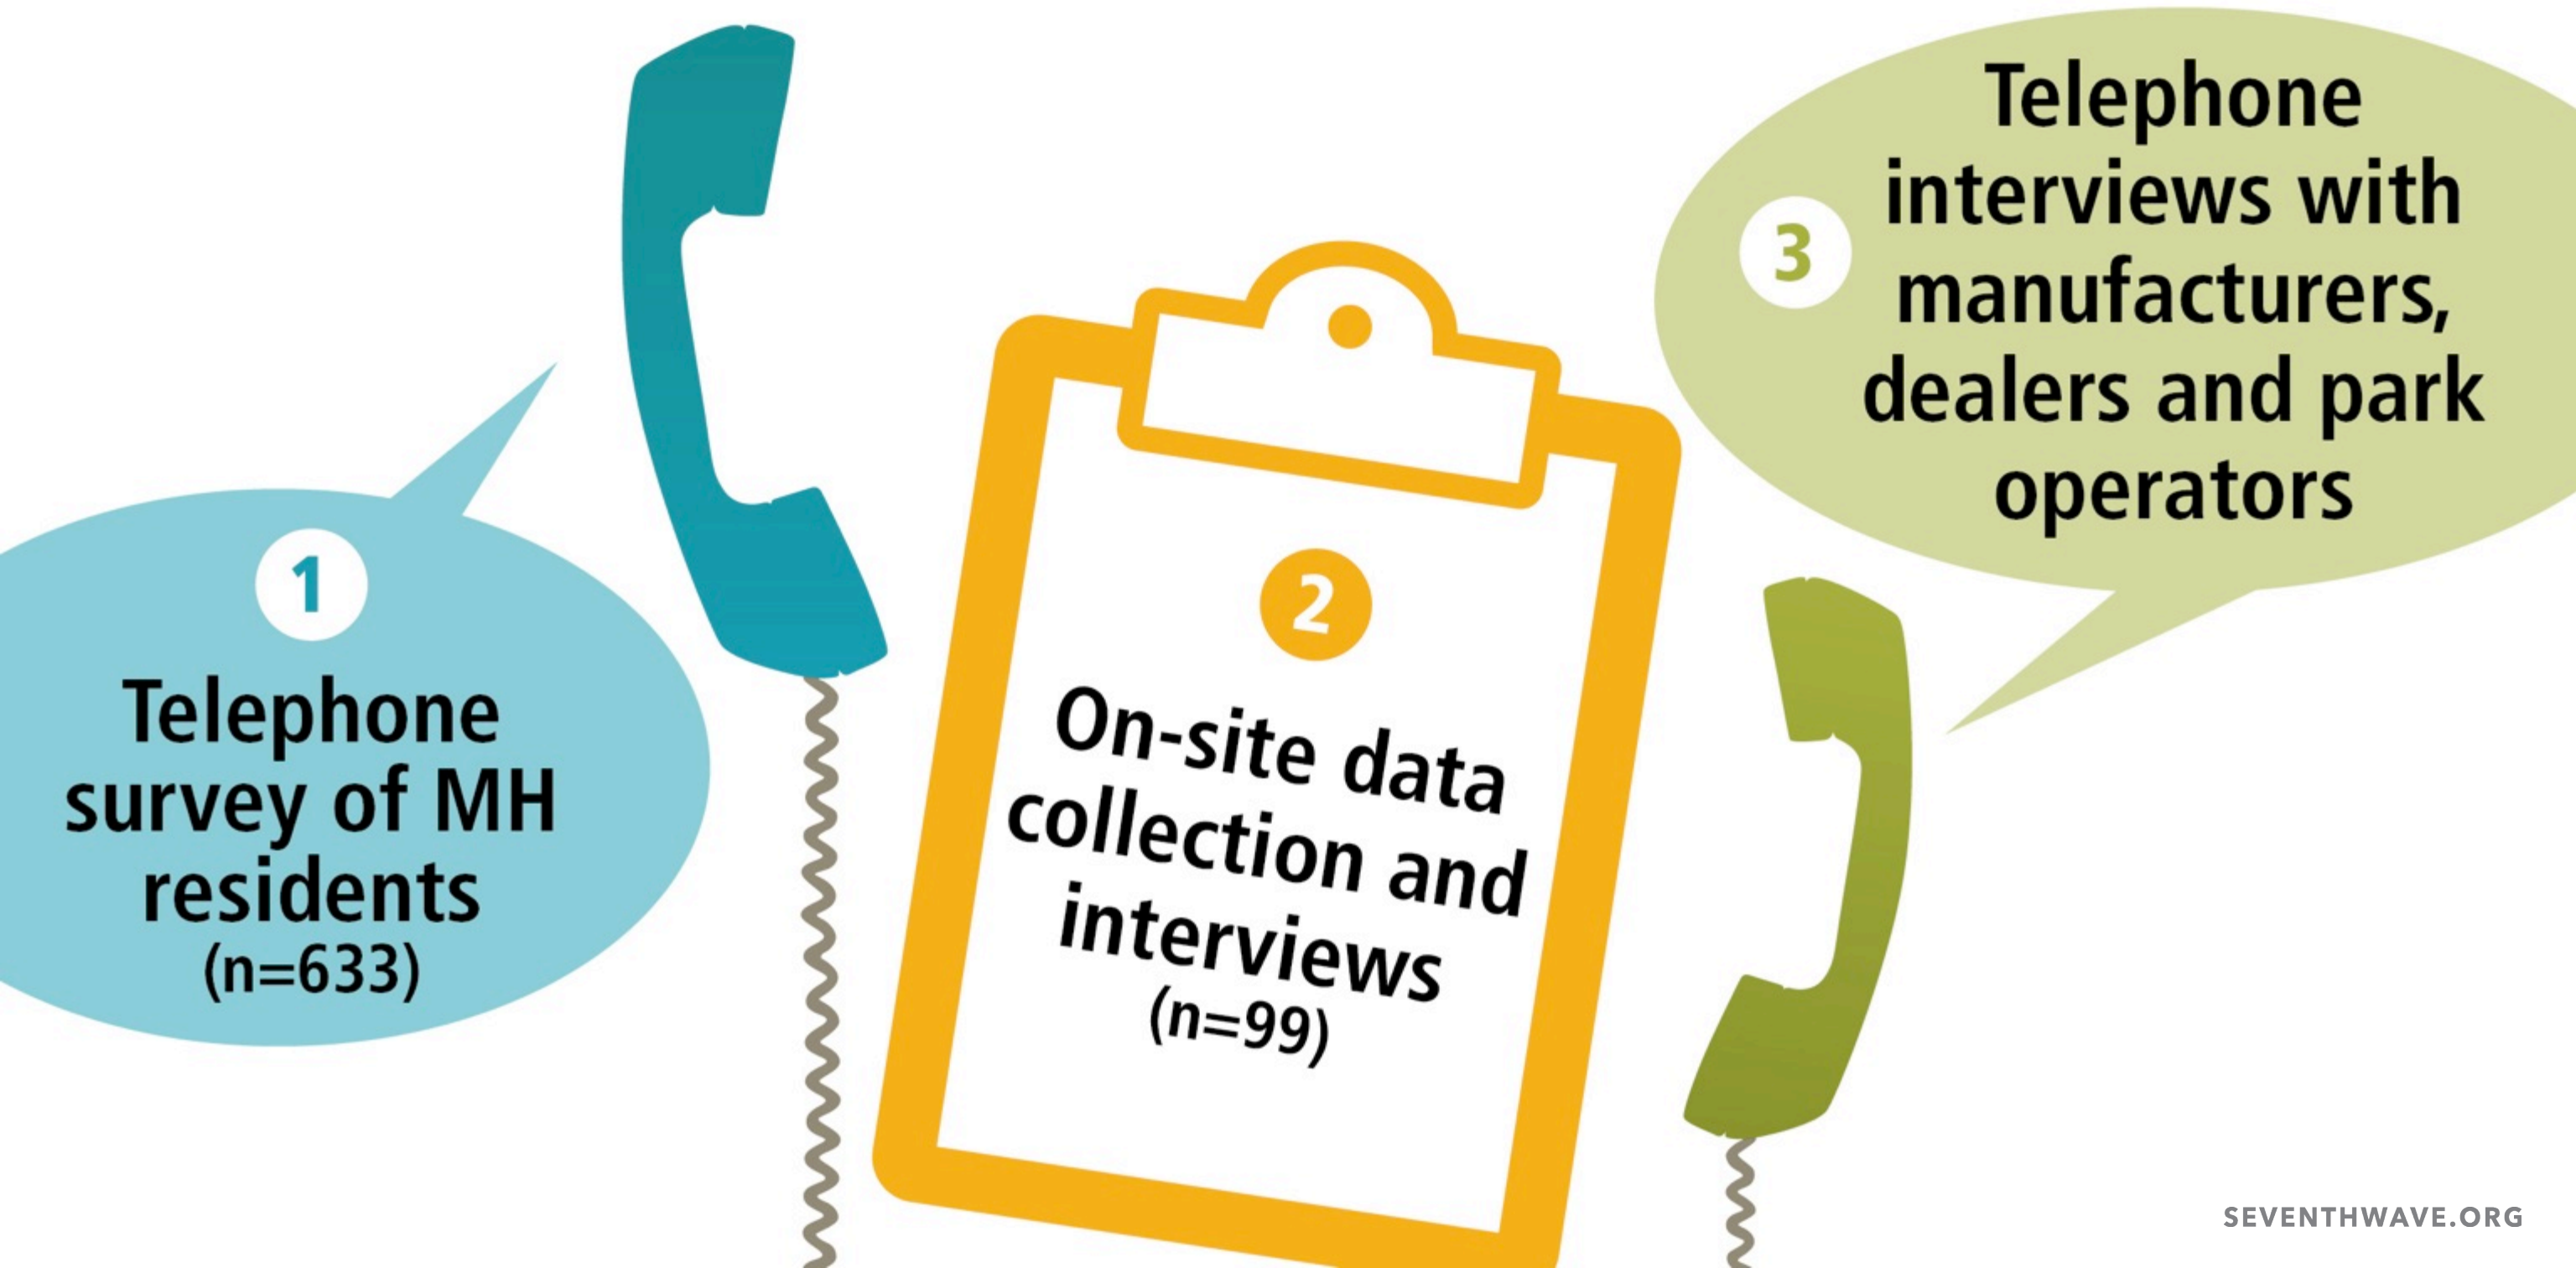 1
Telephone
survey of MH
residents
(n=633)
2
On-site data
collection and
interviews
(n=99)
3
Telephone
interviews with
manufacturers,
dealers and park
operators
SEVENTHWAVE.ORG